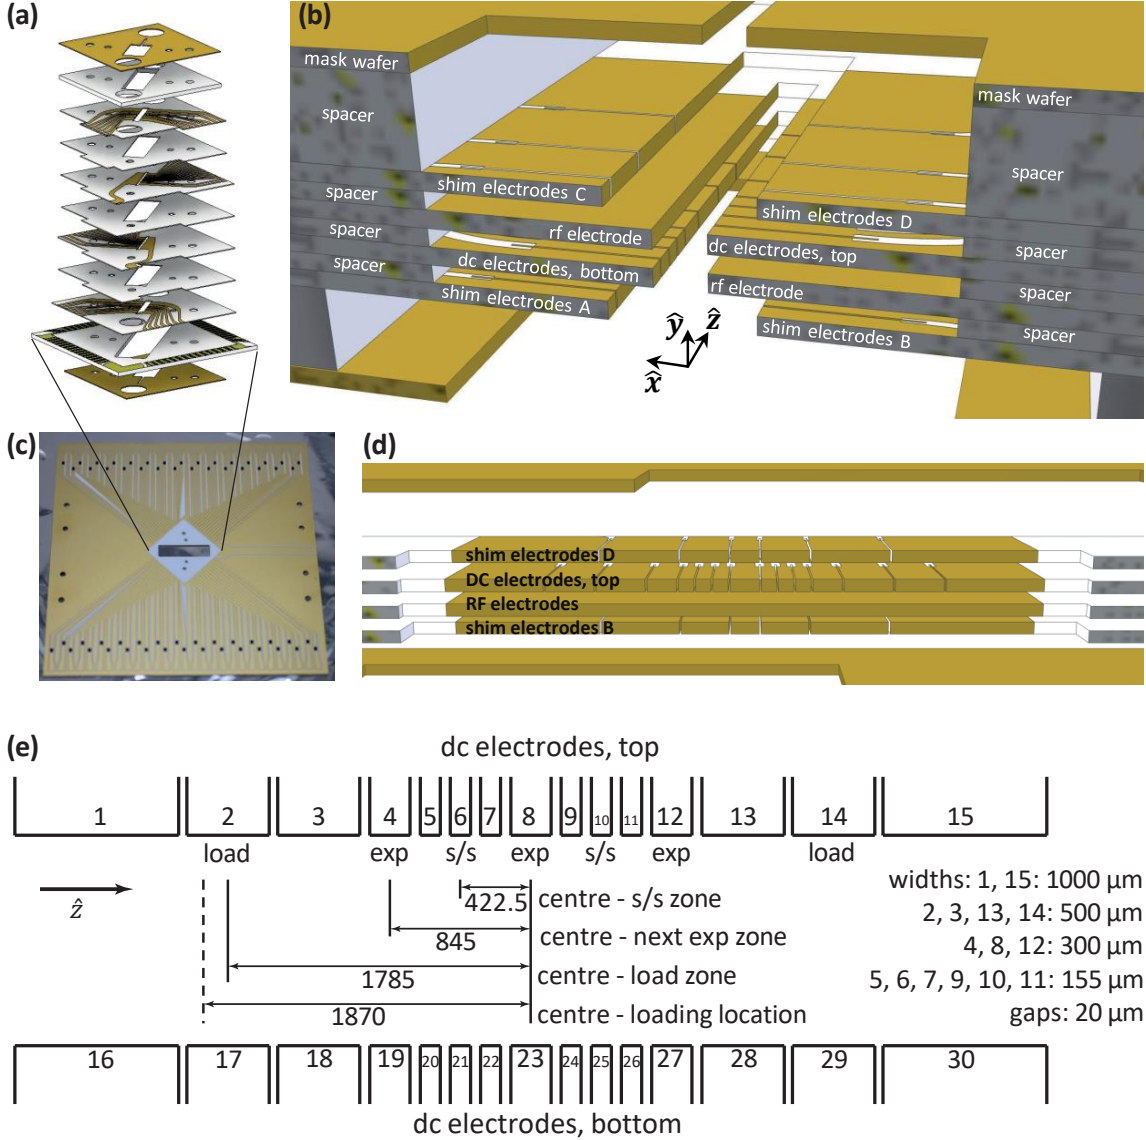 (a)
(b)
mask wafer
spacer
spacer
spacer
spacer
shim electrodes C
rf electrode
dc electrodes, bottom
shim electrodes A
mask wafer
spacer
shim electrodes D
dc electrodes, top
rf electrode
shim electrodes B
spacer
spacer
spacer
ŷ
ẑ
x̂
(c)
(d)
shim electrodes D
DC electrodes, top
RF electrodes
shim electrodes B
(e)
dc electrodes, top
1 2 3 4 5 6 7 8 9 10 11 12 13 14 15
load exp s/s exp s/s exp load
ẑ
422.5 centre - s/s zone
845 centre - next exp zone
1785 centre - load zone
1870 centre - loading location
widths: 1, 15: 1000 µm
2, 3, 13, 14: 500 µm
4, 8, 12: 300 µm
5, 6, 7, 9, 10, 11: 155 µm
gaps: 20 µm
16 17 18 19 20 21 22 23 24 25 26 27 28 29 30
dc electrodes, bottom